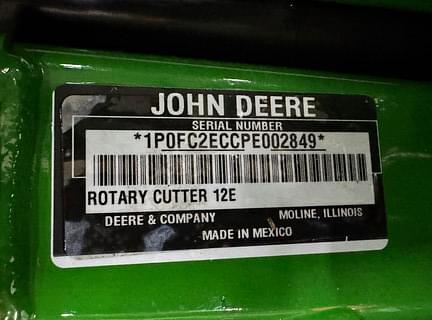 JOHN DEERE
SERIAL NUMBER
*1P0FC2ECCPE002849*
ROTARY CUTTER 12E
DEERE & COMPANY MOLINE, ILLINOIS
MADE IN MEXICO